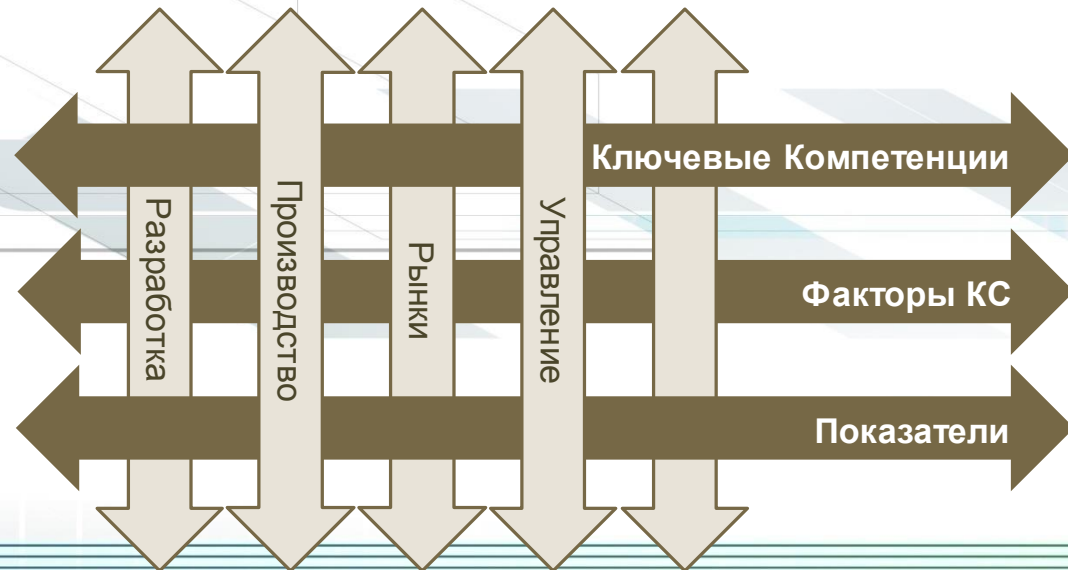 Ключевые Компетенции
Факторы КС
Показатели
Разработка
Производство
Рынки
Управление